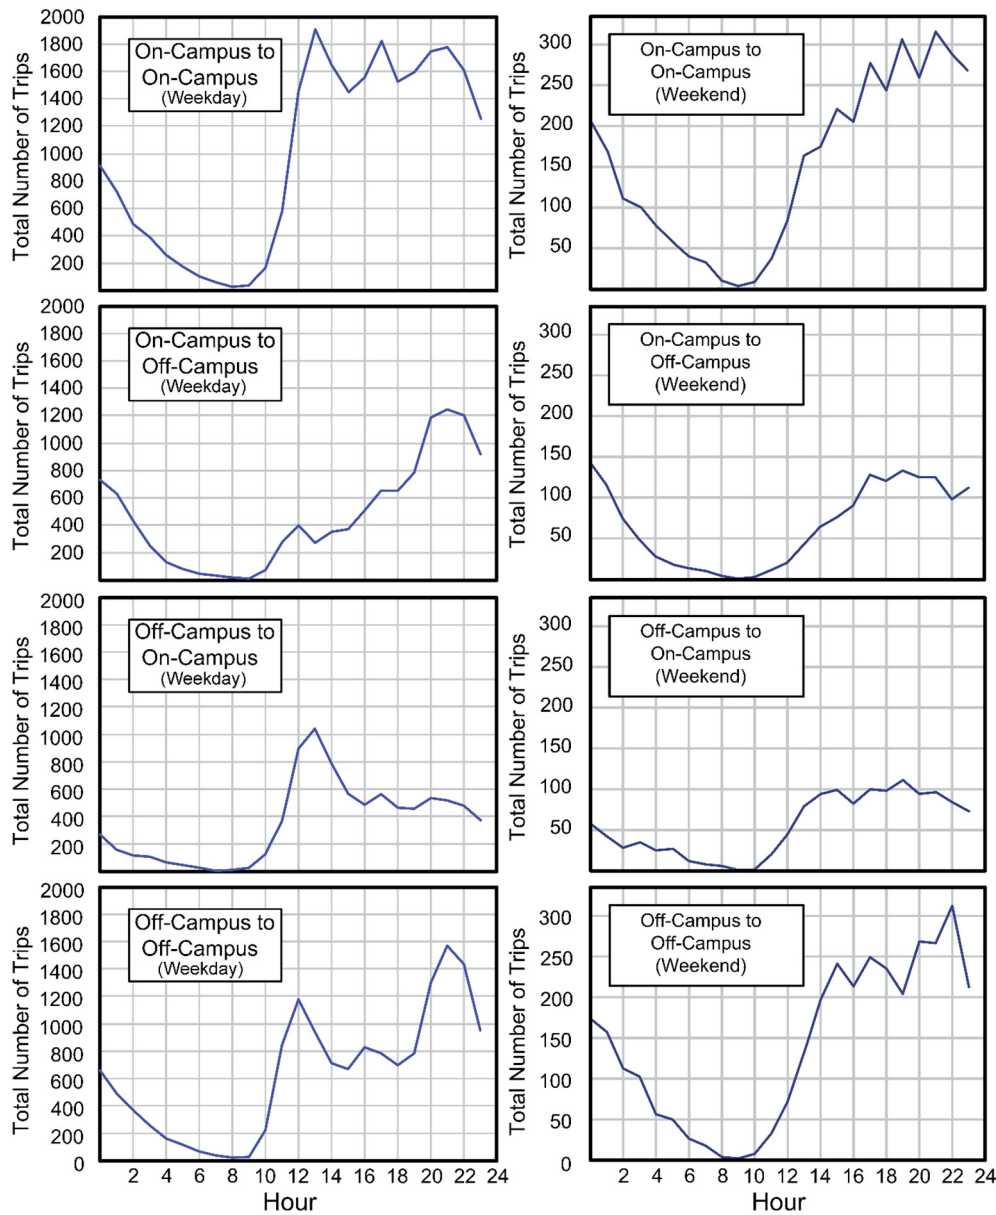 2000
1800
1600
1400
1200
1000
800
600
400
200
Total Number of Trips
On-Campus to
On-Campus
(Weekday)
300
250
200
150
100
50
Total Number of Trips
On-Campus to
On-Campus
(Weekend)
2000
1800
1600
1400
1200
1000
800
600
400
200
Total Number of Trips
On-Campus to
Off-Campus
(Weekday)
300
250
200
150
100
50
Total Number of Trips
On-Campus to
Off-Campus
(Weekend)
2000
1800
1600
1400
1200
1000
800
600
400
200
Total Number of Trips
Off-Campus to
On-Campus
(Weekday)
300
250
200
150
100
50
Total Number of Trips
Off-Campus to
On-Campus
(Weekend)
2000
1800
1600
1400
1200
1000
800
600
400
200
0
Total Number of Trips
Off-Campus to
Off-Campus
(Weekday)
2 4 6 8 10 12 14 16 18 20 22 24
Hour
300
250
200
150
100
50
0
Total Number of Trips
Off-Campus to
Off-Campus
(Weekend)
2 4 6 8 10 12 14 16 18 20 22 24
Hour